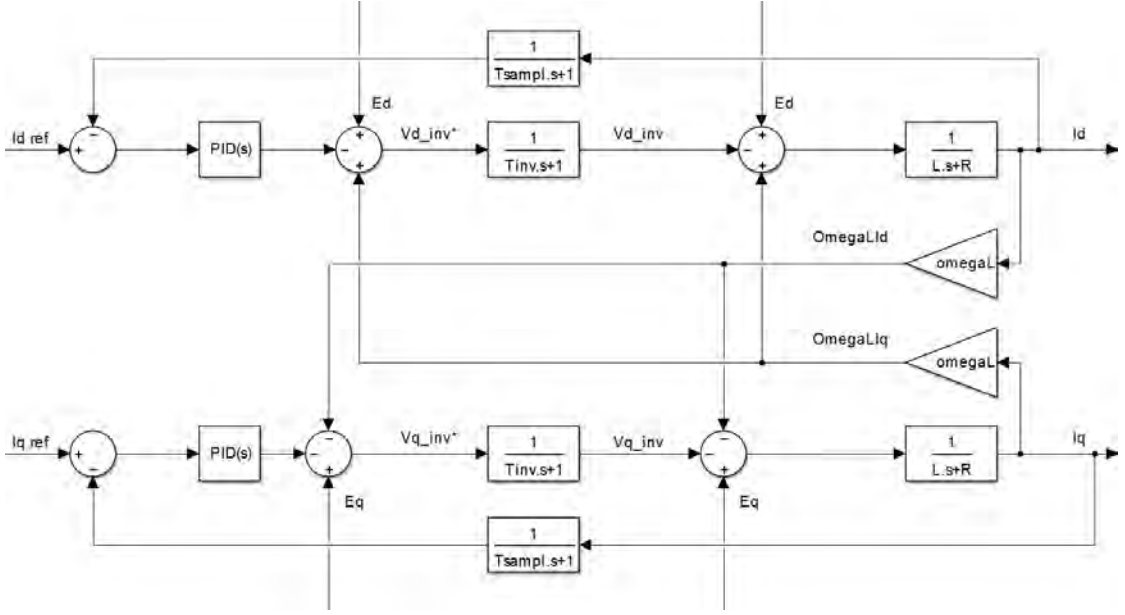 1
Tsampl.s+1
Ed
Ed
Id ref
PID(s)
Vd_inv*
1
Tinv.s+1
Vd_inv
1
L.s+R
Id
OmegaLId
omegaL
OmegaLIq
omegaL
Iq ref
PID(s)
Vq_inv*
1
Tinv.s+1
Vq_inv
1
L.s+R
Iq
Eq
Eq
1
Tsampl.s+1